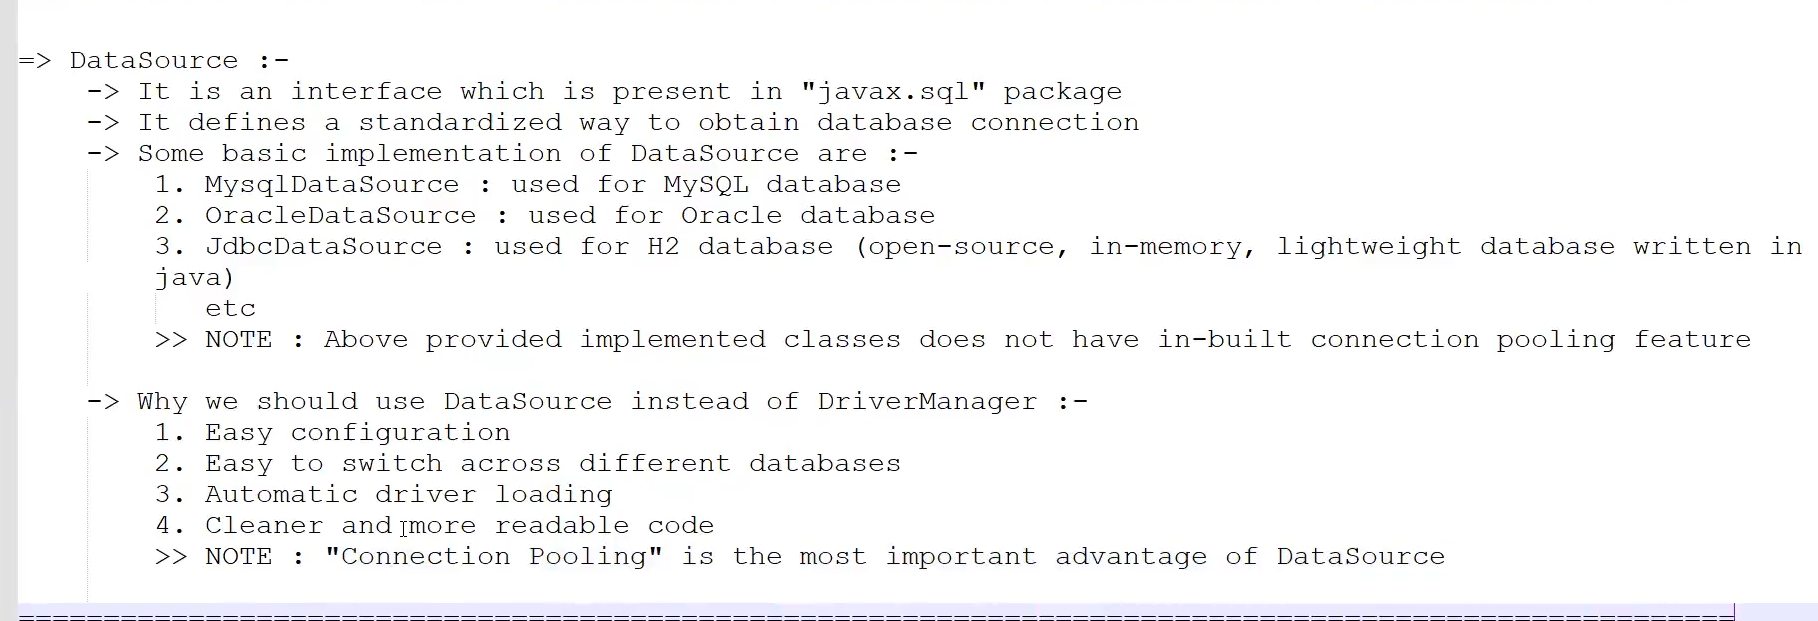 => DataSource :-
-> It is an interface which is present in "javax.sql" package
-> It defines a standardized way to obtain database connection
-> Some basic implementation of DataSource are :-
1. MysqlDataSource : used for MySQL database
2. OracleDataSource : used for Oracle database
3. JdbcDataSource : used for H2 database (open-source, in-memory, lightweight database written in
java)
etc
>> NOTE : Above provided implemented classes does not have in-built connection pooling feature
-> Why we should use DataSource instead of DriverManager :-
1. Easy configuration
2. Easy to switch across different databases
3. Automatic driver loading
4. Cleaner and more readable code
>> NOTE : "Connection Pooling" is the most important advantage of DataSource
=====================================================================================================